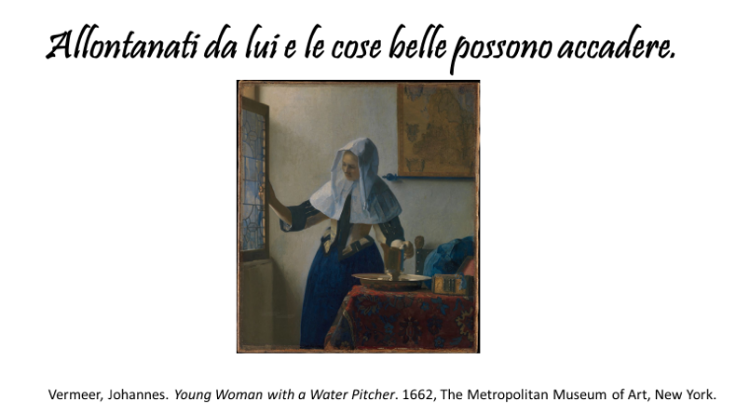 Allontanati da lui e le cose belle possono accadere.
Vermeer, Johannes. Young Woman with a Water Pitcher. 1662, The Metropolitan Museum of Art, New York.